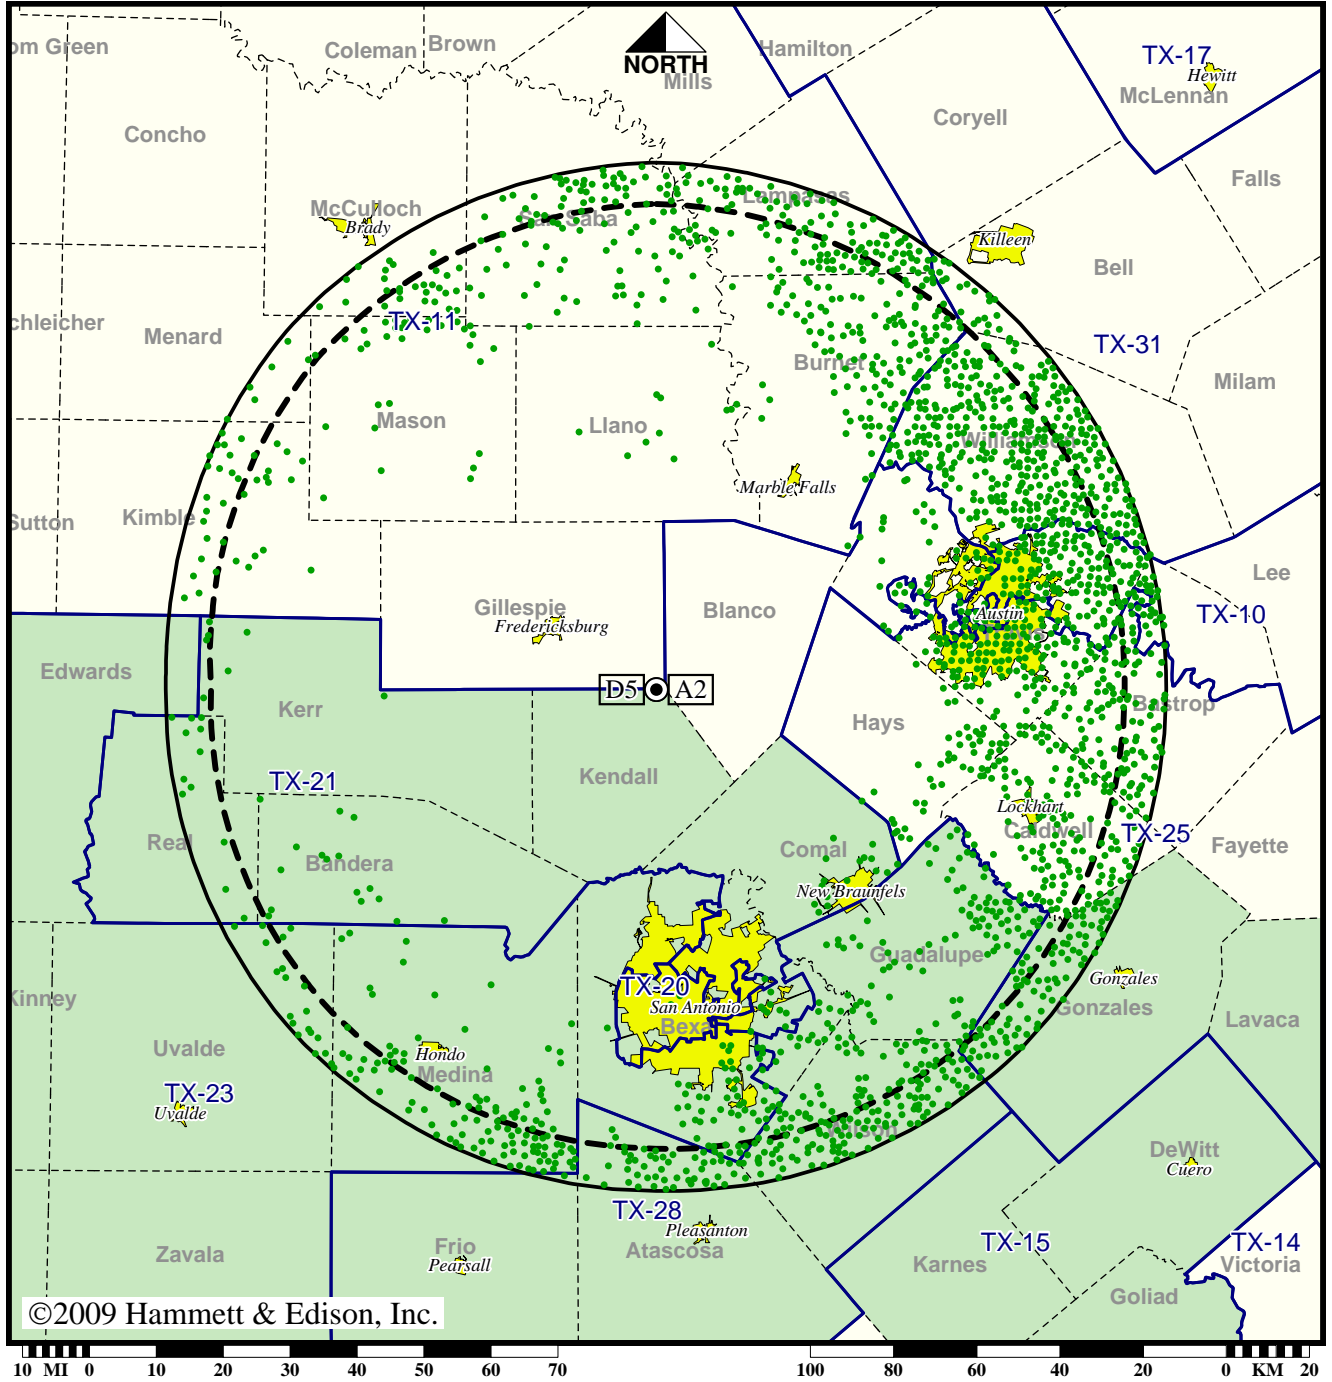 om Green
Coleman
Brown
NORTH
Mills
Hamilton
TX-17
Hewitt
McLennan
Concho
Coryell
Falls
McCulloch
Brady
San Saba
Lampasas
Killeen
Bell
chleicher
Menard
TX-11
TX-31
Burnet
Milam
Mason
Llano
Williamson
Marble Falls
Sutton
Kimble
Lee
Gillespie
Fredericksburg
Blanco
Austin
Travis
TX-10
Edwards
D5
A2
Kerr
Hays
Bastrop
TX-21
Kendall
Lockhart
Caldwell
TX-25
Real
Bandera
Comal
Fayette
New Braunfels
Guadalupe
Kinney
TX-20
San Antonio
Bexar
Gonzales
Gonzales
Lavaca
Uvalde
Hondo
Medina
TX-23
Uvalde
Wilson
DeWitt
Cuero
TX-28
Pleasanton
Atascosa
Zavala
Frio
Pearsall
Karnes
TX-15
TX-14
Victoria
Goliad
©2009 Hammett & Edison, Inc.
10 MI 0 10 20 30 40 50 60 70
100 80 60 40 20 0 KM 20